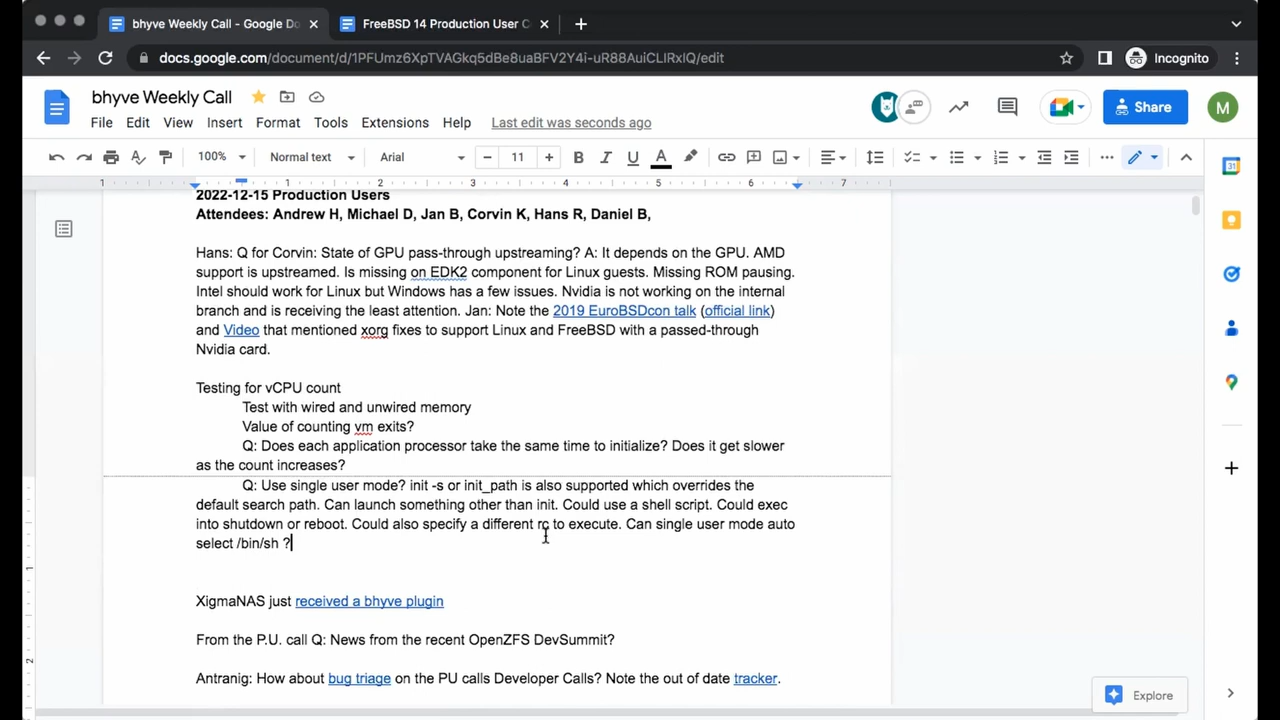 bhyve Weekly Call - Google Do
FreeBSD 14 Production User C
docs.google.com/document/d/1PFUmz6XpTVAGkq5dBe8uaBFV2Y4i-uR88AuiCLIRxIQ/edit
Incognito
bhyve Weekly Call
File Edit View Insert Format Tools Extensions Help Last edit was seconds ago
Share
M
100% Normal text Arial 11 B I U A
1 1 2 3 4 5 6 7
2022-12-15 Production Users
Attendees: Andrew H, Michael D, Jan B, Corvin K, Hans R, Daniel B,
Hans: Q for Corvin: State of GPU pass-through upstreaming? A: It depends on the GPU. AMD
support is upstreamed. Is missing on EDK2 component for Linux guests. Missing ROM pausing.
Intel should work for Linux but Windows has a few issues. Nvidia is not working on the internal
branch and is receiving the least attention. Jan: Note the 2019 EuroBSDcon talk (official link)
and Video that mentioned xorg fixes to support Linux and FreeBSD with a passed-through
Nvidia card.
Testing for vCPU count
Test with wired and unwired memory
Value of counting vm exits?
Q: Does each application processor take the same time to initialize? Does it get slower
as the count increases?
Q: Use single user mode? init -s or init_path is also supported which overrides the
default search path. Can launch something other than init. Could use a shell script. Could exec
into shutdown or reboot. Could also specify a different rc to execute. Can single user mode auto
select /bin/sh ?
XigmaNAS just received a bhyve plugin
From the P.U. call Q: News from the recent OpenZFS DevSummit?
Antranig: How about bug triage on the PU calls Developer Calls? Note the out of date tracker.
1
2
31
Explore